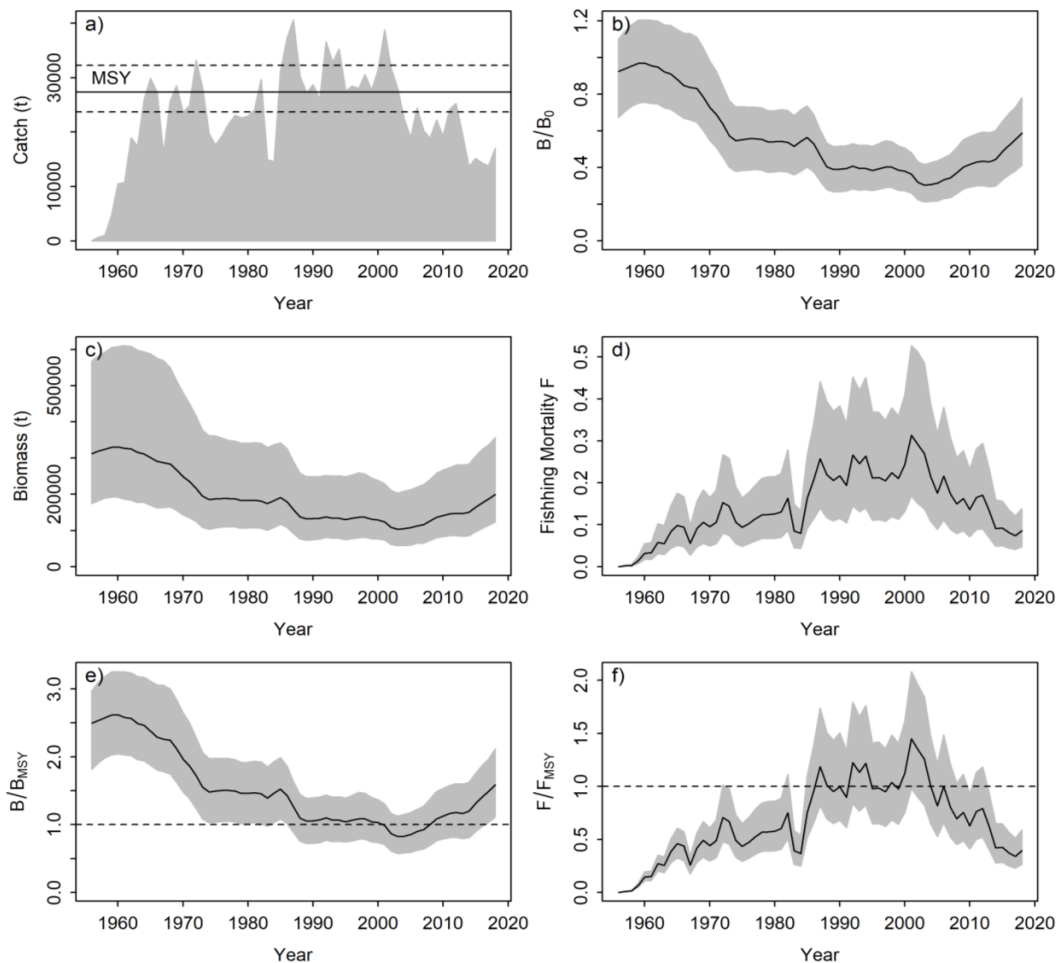 a)
MSY
Catch (t)
0 10000 30000
1960 1970 1980 1990 2000 2010 2020
Year
b)
B/B₀
0.0 0.4 0.8 1.2
1960 1970 1980 1990 2000 2010 2020
Year
c)
Biomass (t)
0 20000 500000
1960 1970 1980 1990 2000 2010 2020
Year
d)
Fishhing Mortality F
0.0 0.1 0.2 0.3 0.4 0.5
1960 1970 1980 1990 2000 2010 2020
Year
e)
B/B_MSY
0.0 1.0 2.0 3.0
1960 1970 1980 1990 2000 2010 2020
Year
f)
F/F_MSY
0.0 0.5 1.0 1.5 2.0
1960 1970 1980 1990 2000 2010 2020
Year